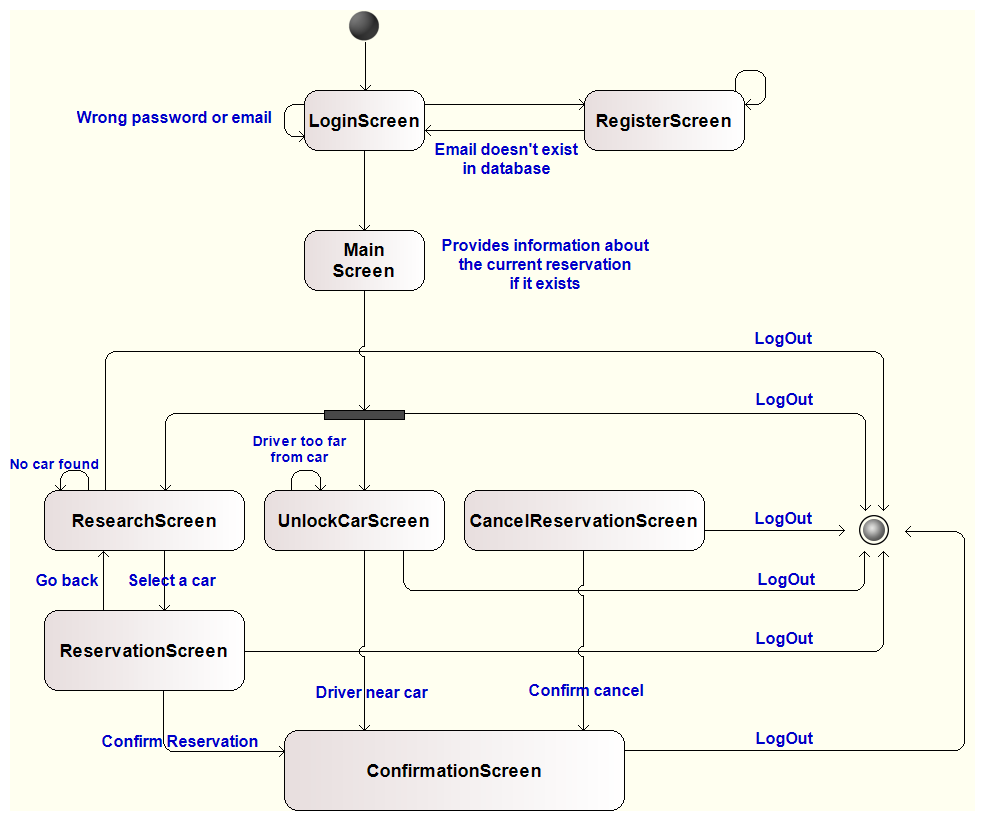 Wrong password or email
LoginScreen
RegisterScreen
Email doesn't exist
in database
Main
Screen
Provides information about
the current reservation
if it exists
LogOut
LogOut
Driver too far
from car
No car found
ResearchScreen
UnlockCarScreen
CancelReservationScreen
LogOut
Go back
Select a car
LogOut
ReservationScreen
LogOut
Driver near car
Confirm cancel
Confirm Reservation
LogOut
ConfirmationScreen